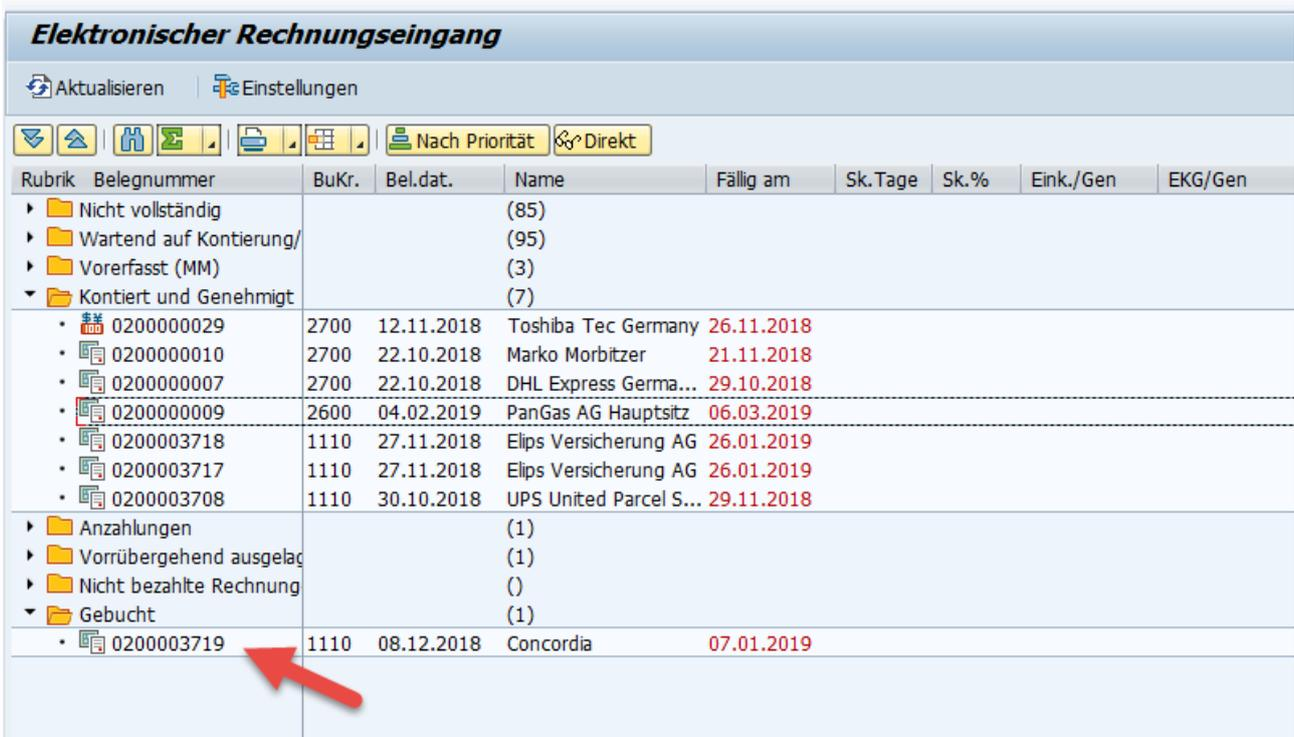 Elektronischer Rechnungseingang
Aktualisieren Einstellungen
Nach Priorität Direkt
Rubrik Belegnummer BuKr. Bel.dat. Name Fällig am Sk.Tage Sk.% Eink./Gen EKG/Gen
Nicht vollständig (85)
Wartend auf Kontierung/ (95)
Vorerfasst (MM) (3)
Kontiert und Genehmigt (7)
0200000029 2700 12.11.2018 Toshiba Tec Germany 26.11.2018
0200000010 2700 22.10.2018 Marko Morbitzer 21.11.2018
0200000007 2700 22.10.2018 DHL Express Germa... 29.10.2018
0200000009 2600 04.02.2019 PanGas AG Hauptsitz 06.03.2019
0200003718 1110 27.11.2018 Elips Versicherung AG 26.01.2019
0200003717 1110 27.11.2018 Elips Versicherung AG 26.01.2019
0200003708 1110 30.10.2018 UPS United Parcel S... 29.11.2018
Anzahlungen (1)
Vorrübergehend ausgelag (1)
Nicht bezahlte Rechnung ()
Gebucht (1)
0200003719 1110 08.12.2018 Concordia 07.01.2019